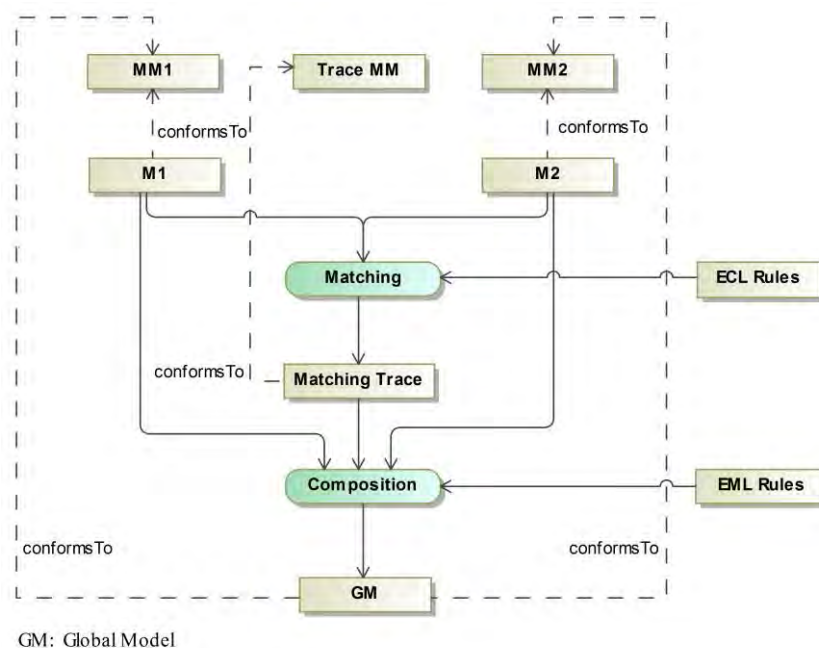 MM1
Trace MM
MM2
conformsTo
conformsTo
M1
M2
Matching
ECL Rules
conformsTo
Matching Trace
Composition
EML Rules
conformsTo
conformsTo
GM
GM: Global Model